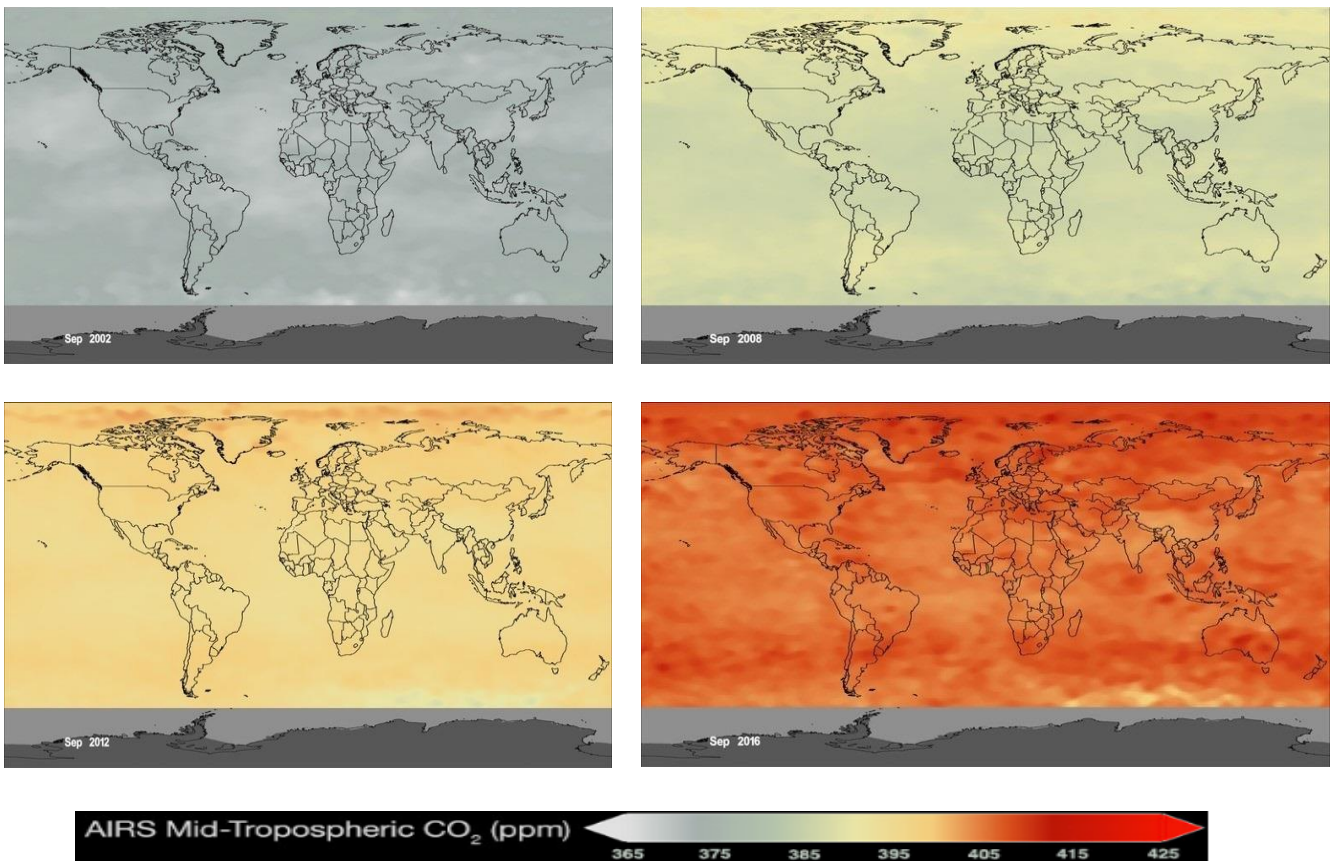 Sep 2002
Sep 2008
Sep 2012
Sep 2016
AIRS Mid-Tropospheric CO₂ (ppm)
365 375 385 395 405 415 425